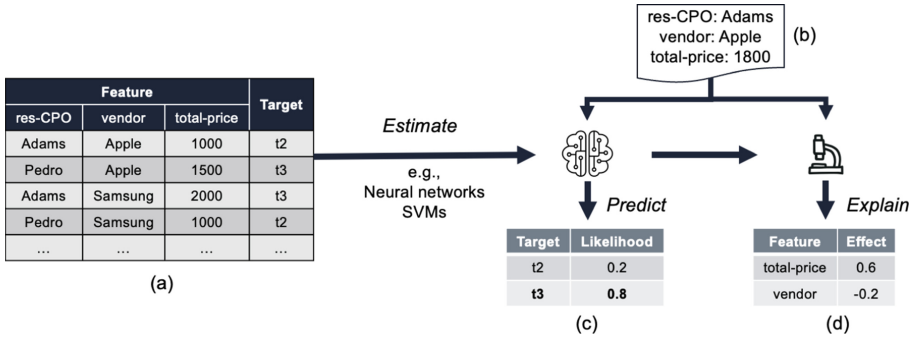 res-CPO: Adams
vendor: Apple
total-price: 1800
(b)
Feature Target
res-CPO vendor total-price
Adams Apple 1000 t2
Pedro Apple 1500 t3
Adams Samsung 2000 t3
Pedro Samsung 1000 t2
... ... ... ...
(a)
Estimate
e.g.,
Neural networks
SVMs
Predict
Target Likelihood
t2 0.2
t3 0.8
(c)
Explain
Feature Effect
total-price 0.6
vendor -0.2
(d)